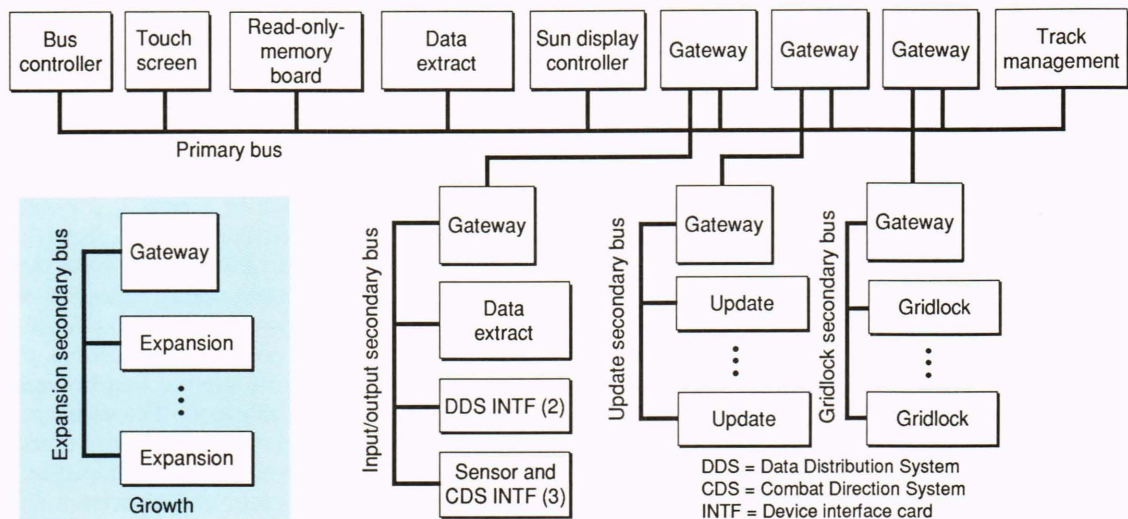 Bus
controller
Touch
screen
Read-only-
memory
board
Data
extract
Sun display
controller
Gateway
Gateway
Gateway
Track
management
Primary bus
Expansion secondary bus
Gateway
Expansion
Expansion
Growth
Input/output secondary bus
Gateway
Data
extract
DDS INTF (2)
Sensor and
CDS INTF (3)
Update secondary bus
Gateway
Update
Update
Gridlock secondary bus
Gateway
Gridlock
Gridlock
DDS = Data Distribution System
CDS = Combat Direction System
INTF = Device interface card